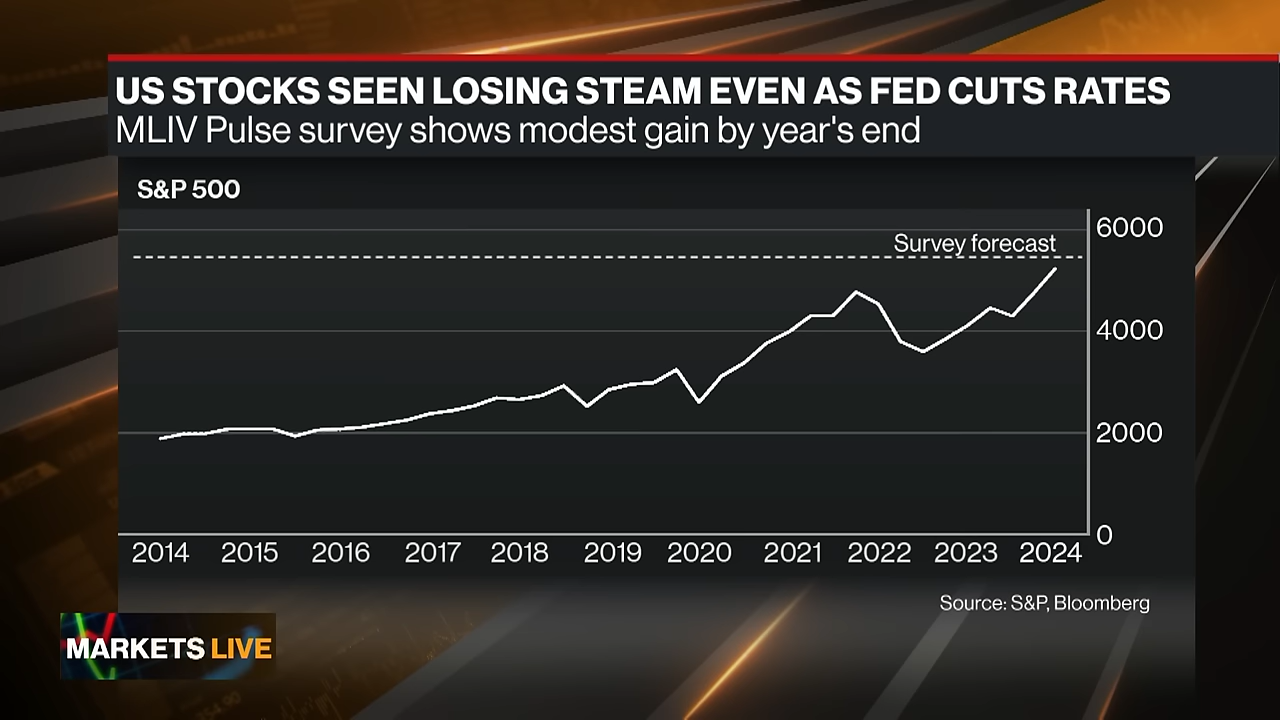 US STOCKS SEEN LOSING STEAM EVEN AS FED CUTS RATES
MLIV Pulse survey shows modest gain by year's end
S&P 500
6000
Survey forecast
4000
2000
0
2014 2015 2016 2017 2018 2019 2020 2021 2022 2023 2024
Source: S&P, Bloomberg
MARKETS LIVE